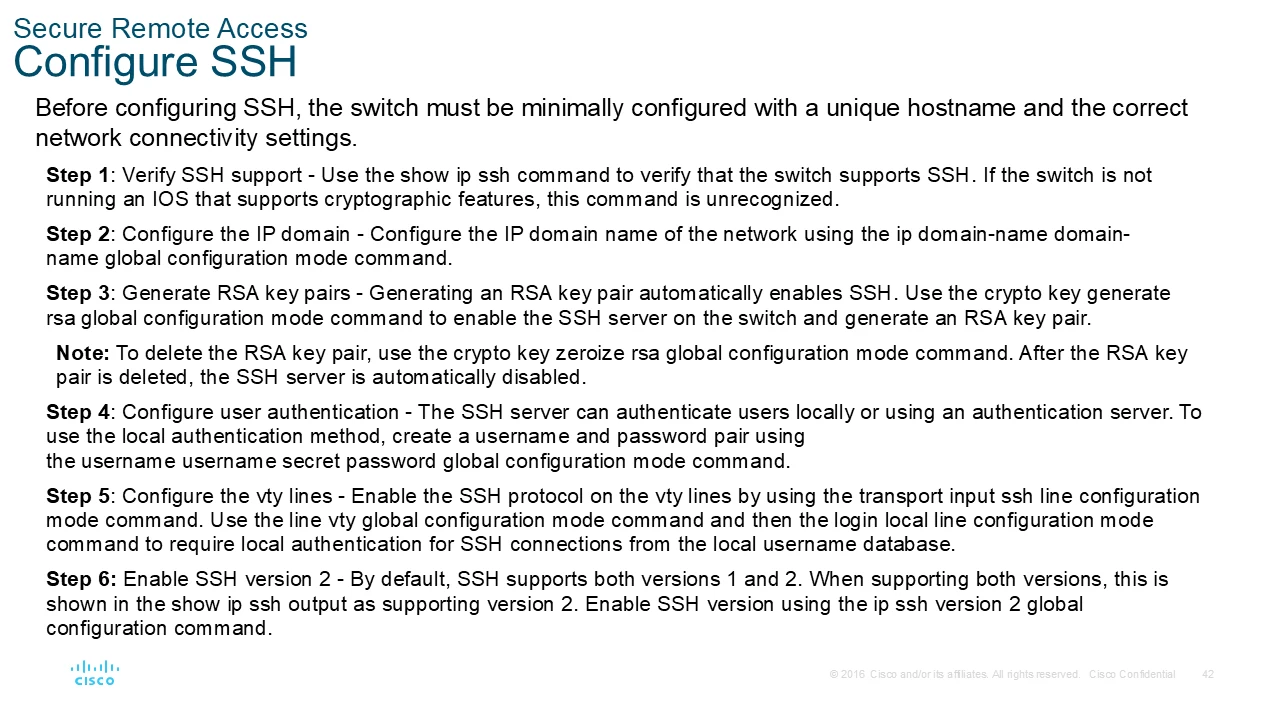 Secure Remote Access
Configure SSH
Before configuring SSH, the switch must be minimally configured with a unique hostname and the correct
network connectivity settings.
Step 1: Verify SSH support - Use the show ip ssh command to verify that the switch supports SSH. If the switch is not
running an IOS that supports cryptographic features, this command is unrecognized.
Step 2: Configure the IP domain - Configure the IP domain name of the network using the ip domain-name domain-
name global configuration mode command.
Step 3: Generate RSA key pairs - Generating an RSA key pair automatically enables SSH. Use the crypto key generate
rsa global configuration mode command to enable the SSH server on the switch and generate an RSA key pair.
Note: To delete the RSA key pair, use the crypto key zeroize rsa global configuration mode command. After the RSA key
pair is deleted, the SSH server is automatically disabled.
Step 4: Configure user authentication - The SSH server can authenticate users locally or using an authentication server. To
use the local authentication method, create a username and password pair using
the username username secret password global configuration mode command.
Step 5: Configure the vty lines - Enable the SSH protocol on the vty lines by using the transport input ssh line configuration
mode command. Use the line vty global configuration mode command and then the login local line configuration mode
command to require local authentication for SSH connections from the local username database.
Step 6: Enable SSH version 2 - By default, SSH supports both versions 1 and 2. When supporting both versions, this is
shown in the show ip ssh output as supporting version 2. Enable SSH version using the ip ssh version 2 global
configuration command.
CISCO
© 2016 Cisco and/or its affiliates. All rights reserved. Cisco Confidential 42